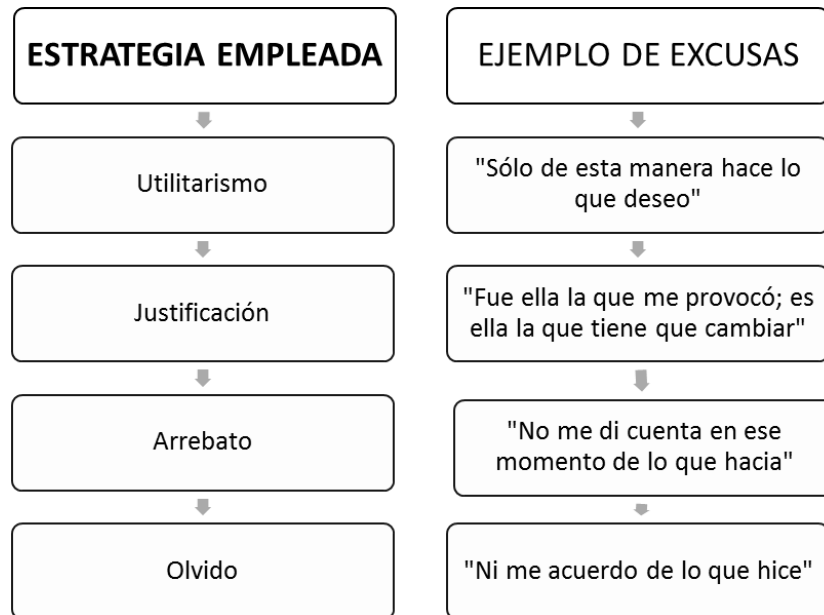 ESTRATEGIA EMPLEADA
Utilitarismo
Justificación
Arrebato
Olvido
EJEMPLO DE EXCUSAS
"Sólo de esta manera hace lo
que deseo"
"Fue ella la que me provocó; es
ella la que tiene que cambiar"
"No me di cuenta en ese
momento de lo que hacia"
"Ni me acuerdo de lo que hice"